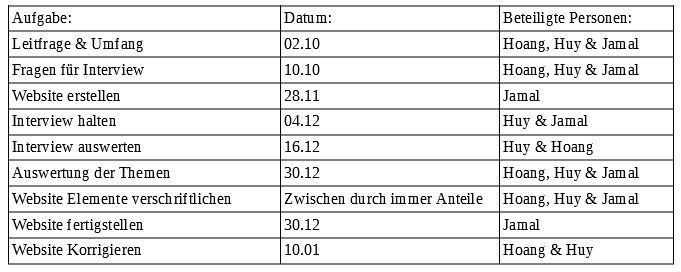 Aufgabe: Datum: Beteiligte Personen:
Leitfrage & Umfang 02.10 Hoang, Huy & Jamal
Fragen für Interview 10.10 Hoang, Huy & Jamal
Website erstellen 28.11 Jamal
Interview halten 04.12 Huy & Jamal
Interview auswerten 16.12 Huy & Hoang
Auswertung der Themen 30.12 Hoang, Huy & Jamal
Website Elemente verschriftlichen Zwischen durch immer Anteile Hoang, Huy & Jamal
Website fertigstellen 30.12 Jamal
Website Korrigieren 10.01 Hoang & Huy